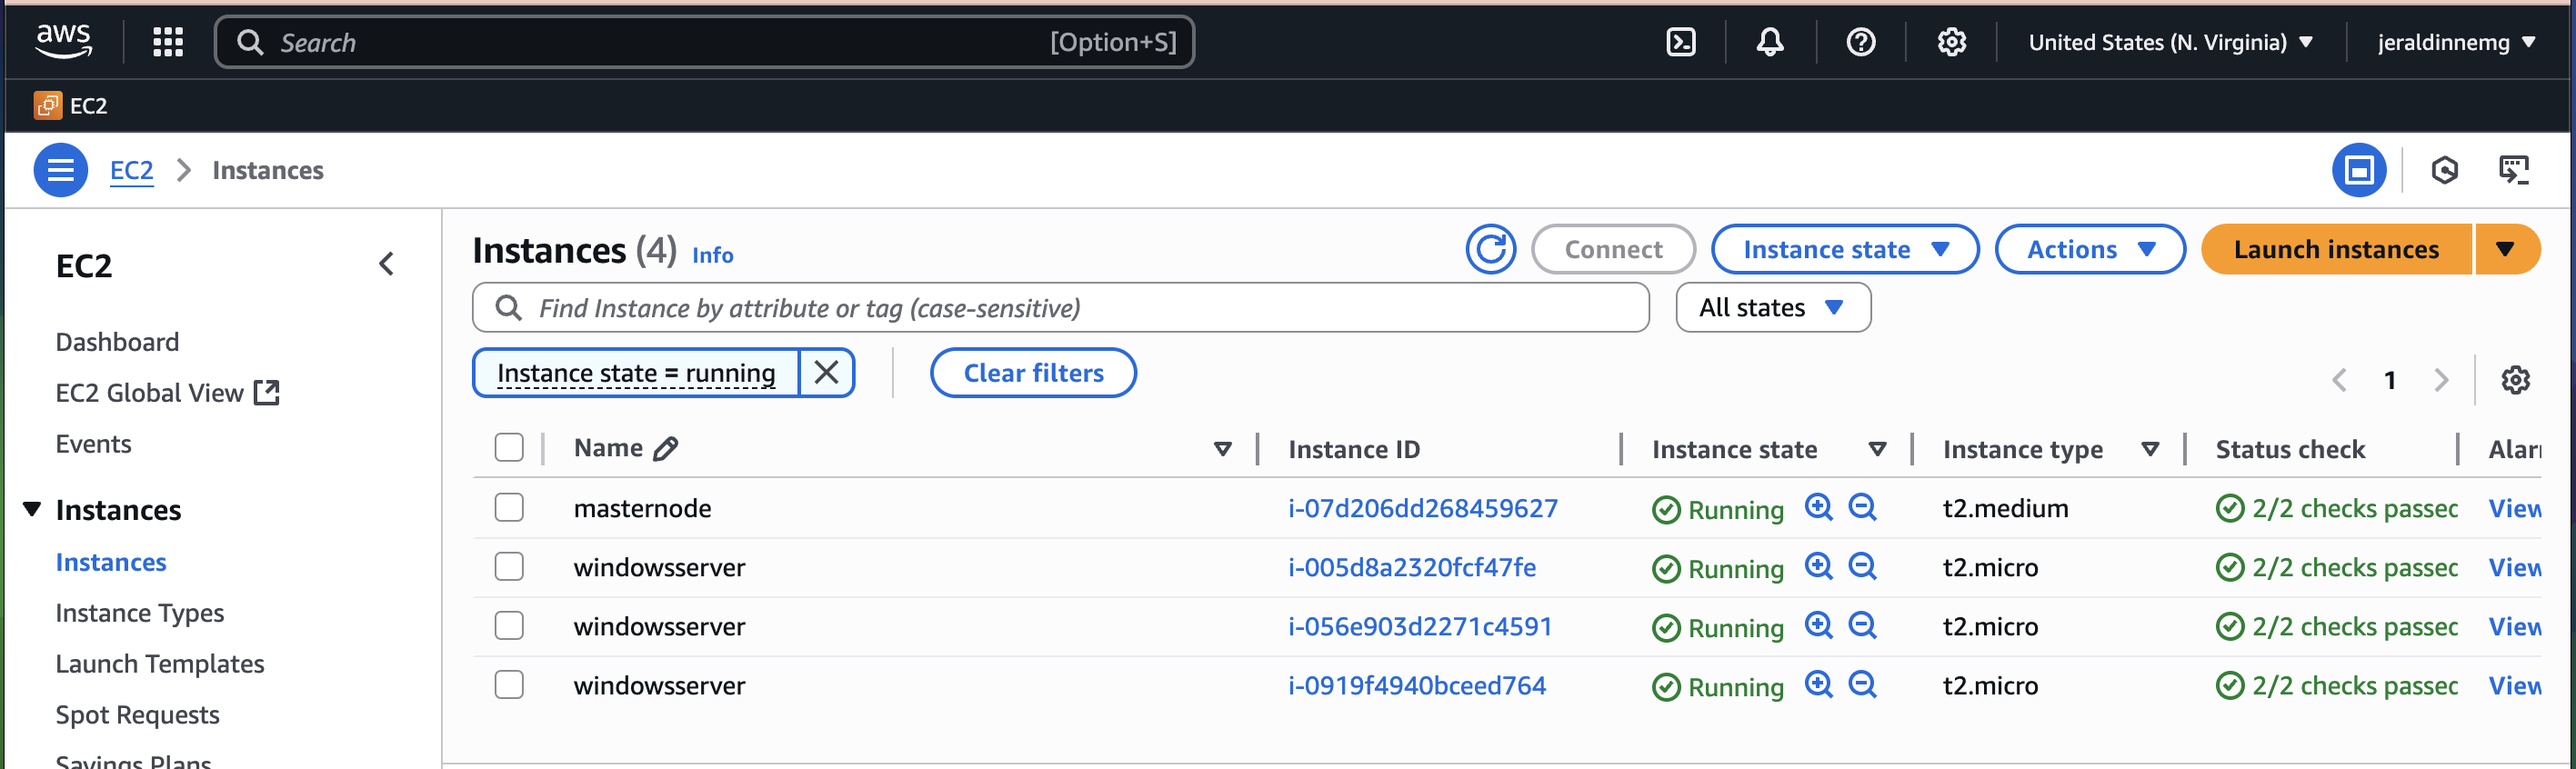 aws Search [Option+S] United States (N. Virginia) jeraldinnemg
EC2
EC2 Instances
EC2
Dashboard
EC2 Global View
Events
Instances
Instances
Instance Types
Launch Templates
Spot Requests
Savings Plans
Instances (4) Info Connect Instance state Actions Launch instances
Find Instance by attribute or tag (case-sensitive) All states
Instance state = running Clear filters
1
Name Instance ID Instance state Instance type Status check Alar
masternode i-07d206dd268459627 Running t2.medium 2/2 checks passec View
windowsserver i-005d8a2320fcf47fe Running t2.micro 2/2 checks passec View
windowsserver i-056e903d2271c4591 Running t2.micro 2/2 checks passec View
windowsserver i-0919f4940bceed764 Running t2.micro 2/2 checks passec View